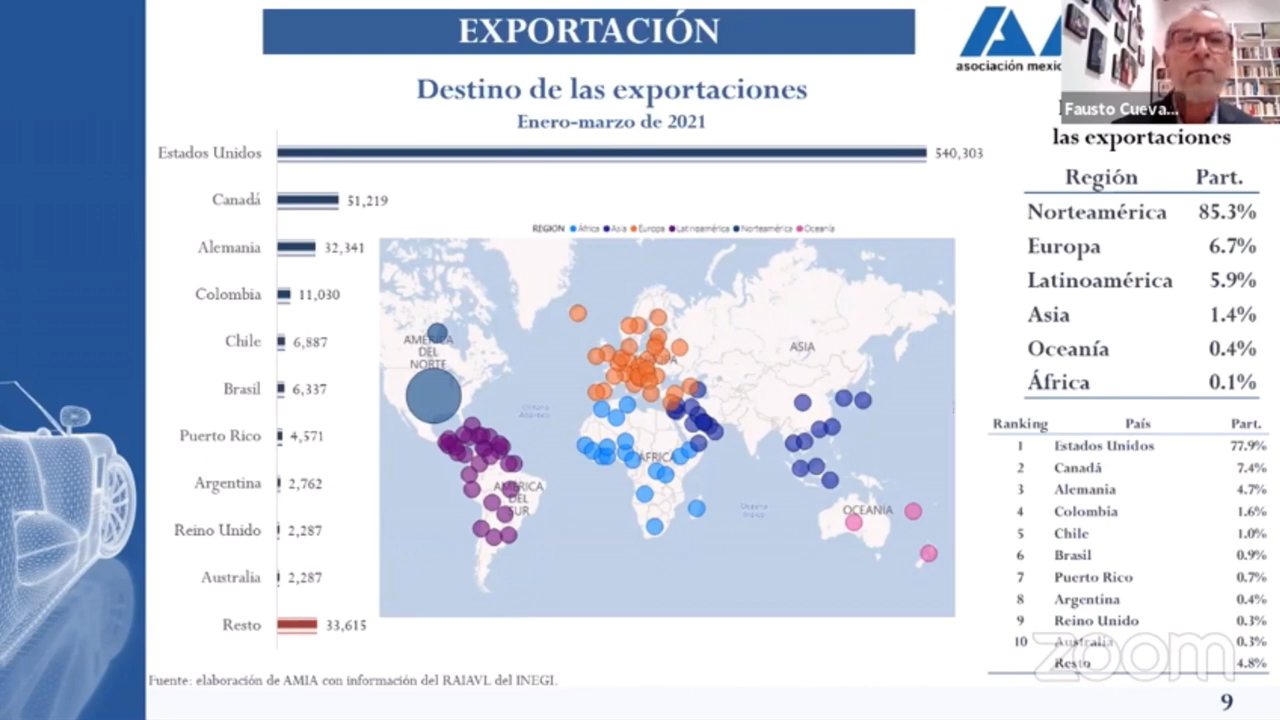 EXPORTACIÓN
Destino de las exportaciones
Enero-marzo de 2021
asociación mexic
Fausto Cueva...
las exportaciones
Estados Unidos 540,303
Canadá 51,219
Alemania 32,341
Colombia 11,030
Chile 6,887
Brasil 6,337
Puerto Rico 4,571
Argentina 2,762
Reino Unido 2,287
Australia 2,287
Resto 33,615
REGION África Asia Europa Latinoamérica Norteamérica Oceanía
AMÉRICA
DEL
NORTE
ASIA
Océano
Atlántico
ÁFRICA
AMÉRICA
DEL
SUR
Océano
OCEANÍA
Región Part.
Norteamérica 85.3%
Europa 6.7%
Latinoamérica 5.9%
Asia 1.4%
Oceanía 0.4%
África 0.1%
Ranking País Part.
1 Estados Unidos 77.9%
2 Canadá 7.4%
3 Alemania 4.7%
4 Colombia 1.6%
5 Chile 1.0%
6 Brasil 0.9%
7 Puerto Rico 0.7%
8 Argentina 0.4%
9 Reino Unido 0.3%
10 Australia 0.3%
Resto 4.8%
zoom
Fuente: elaboración de AMIA con información del RAIAVL del INEGI.
9